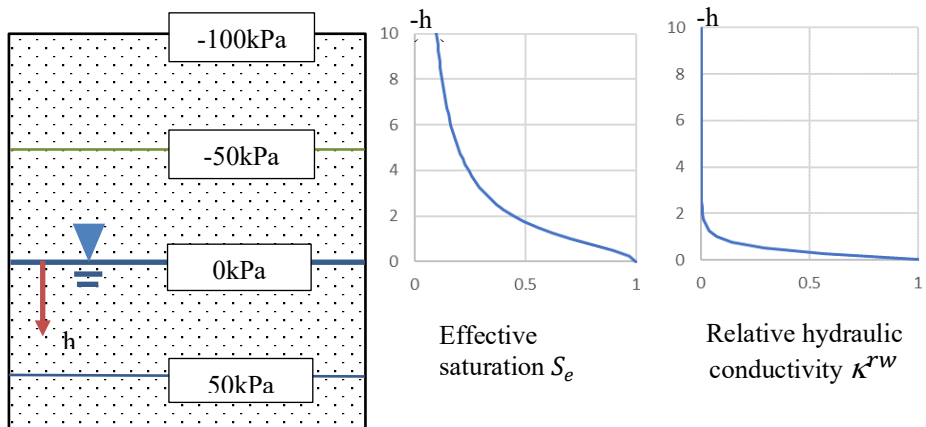 -100kPa
-50kPa
0kPa
h
50kPa
-h
10
8
6
4
2
0
0
0.5
1
Effective
saturation Sₑ
-h
10
8
6
4
2
0
0
0.5
1
Relative hydraulic
conductivity κʳʷ